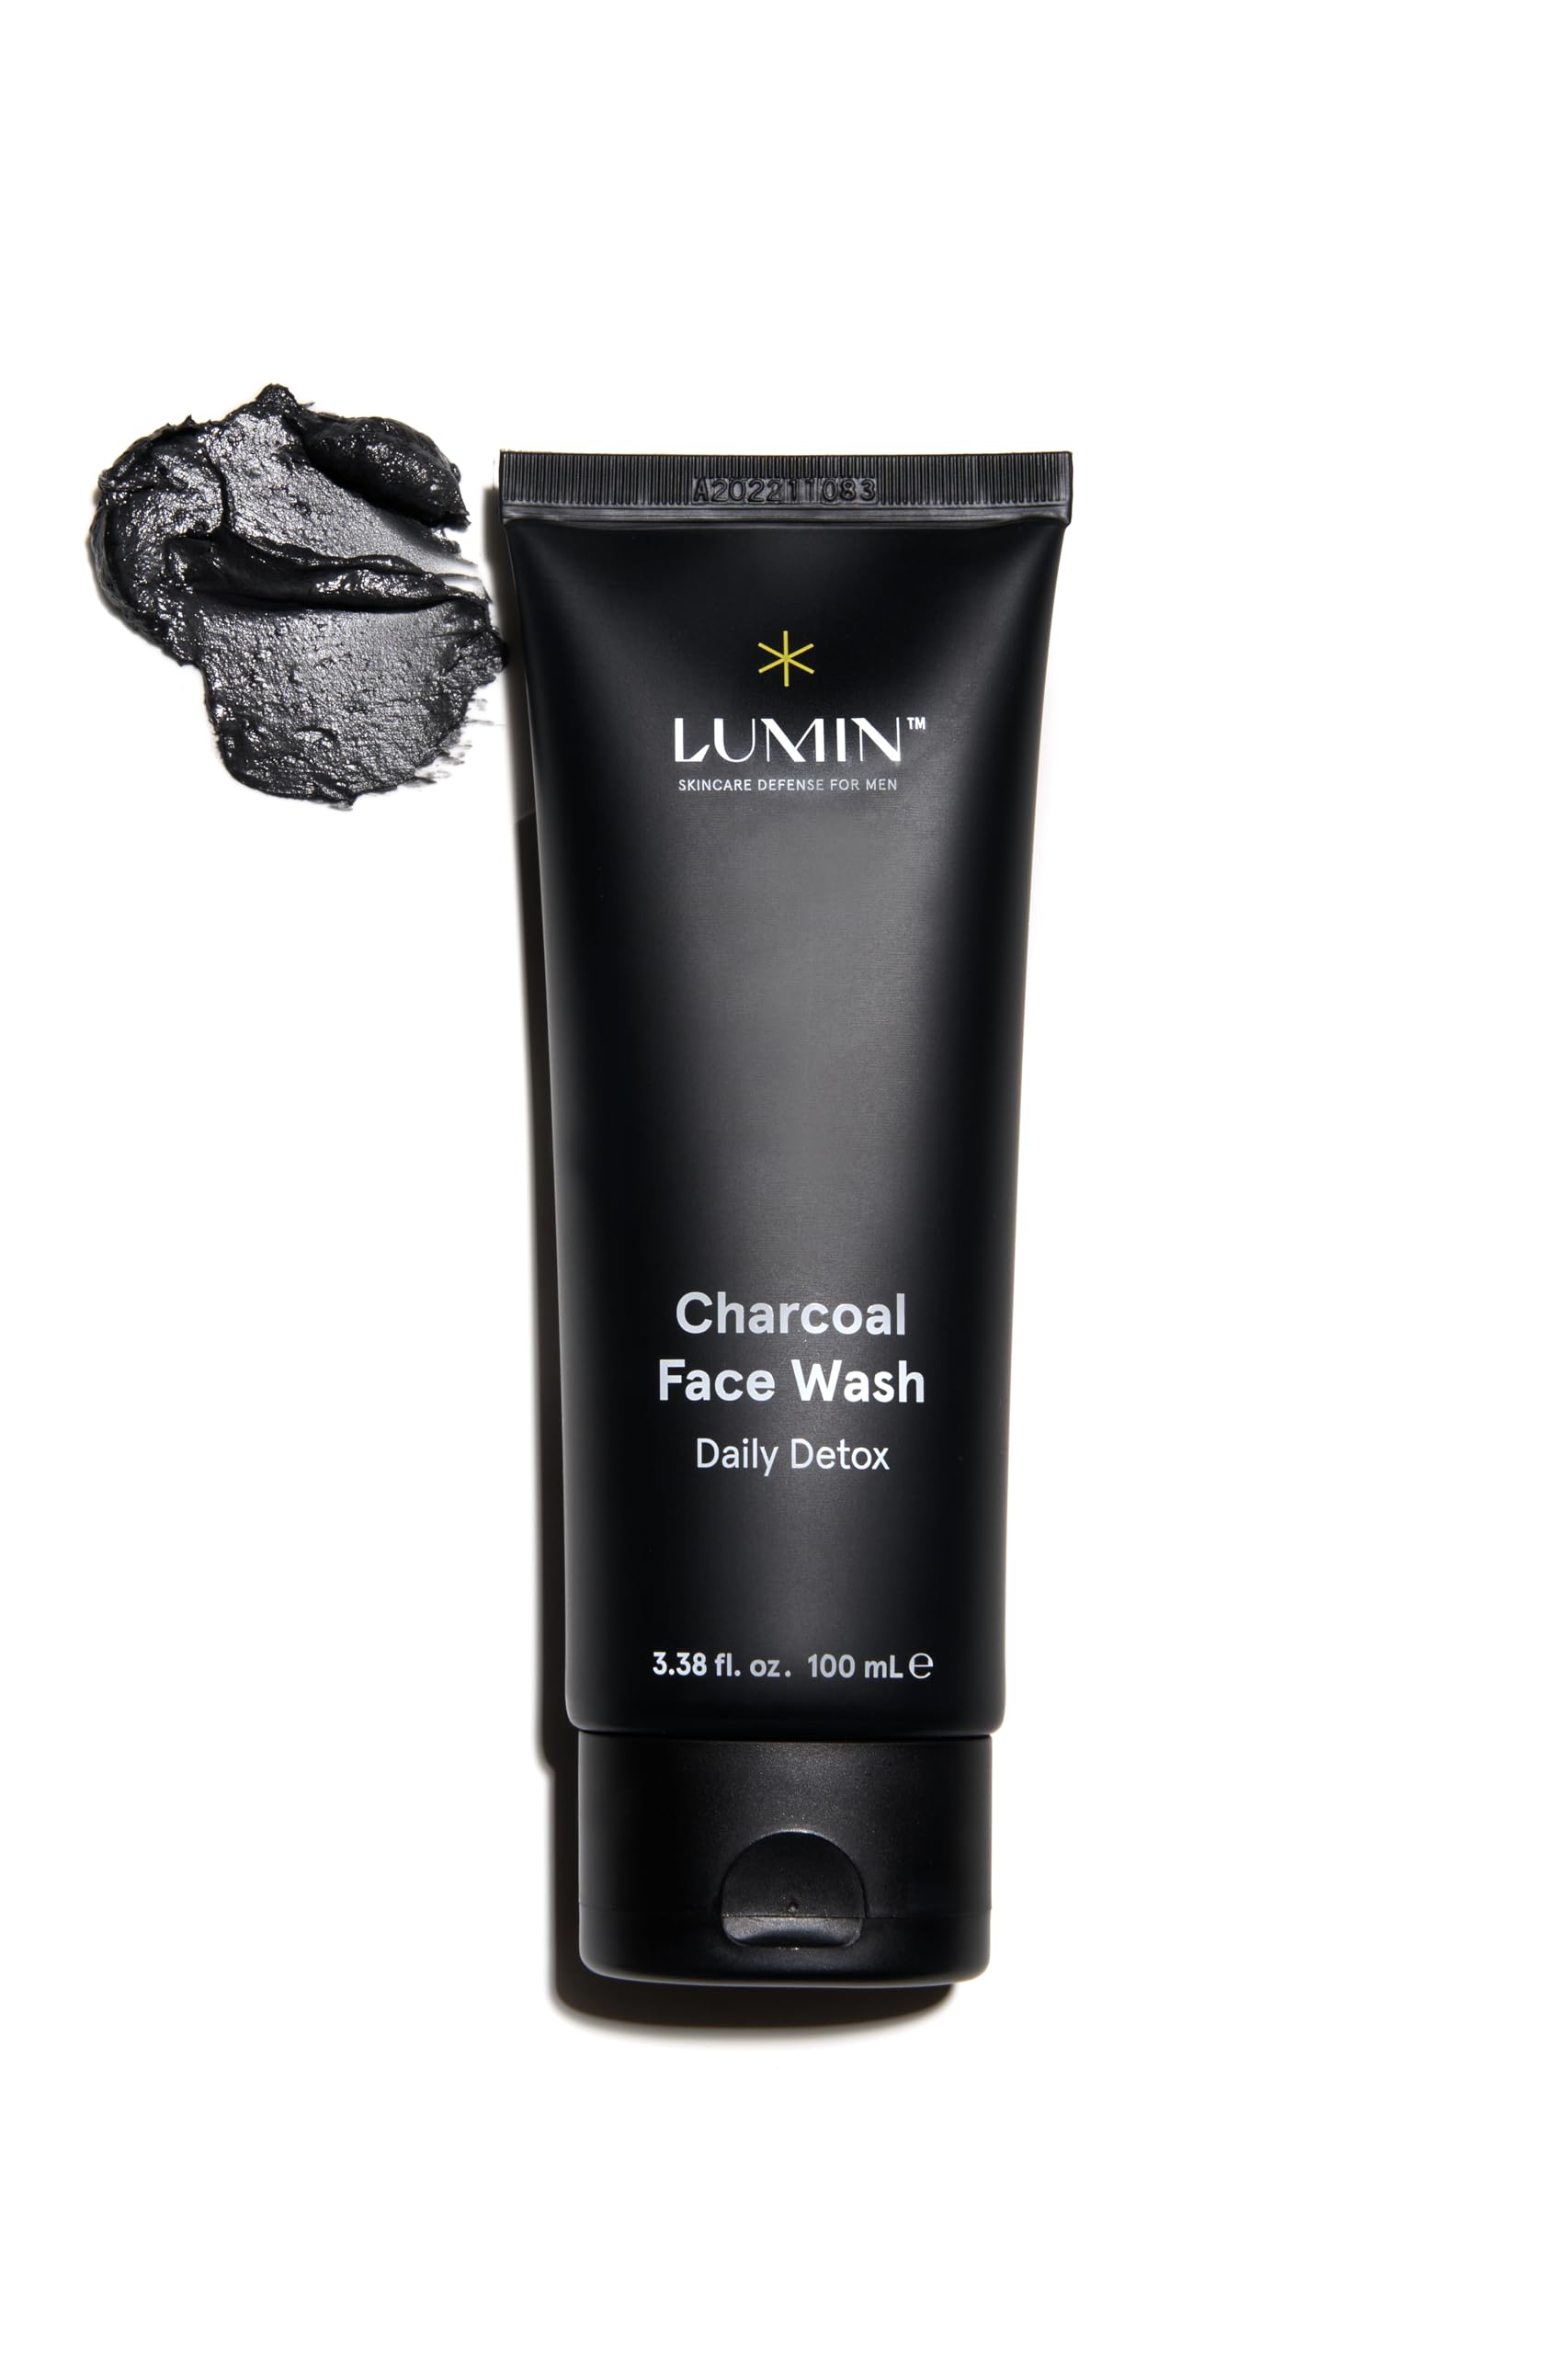 A202211083
LUMIN™
SKINCARE DEFENSE FOR MEN
Charcoal
Face Wash
Daily Detox
3.38 fl. oz. 100 mL ℮